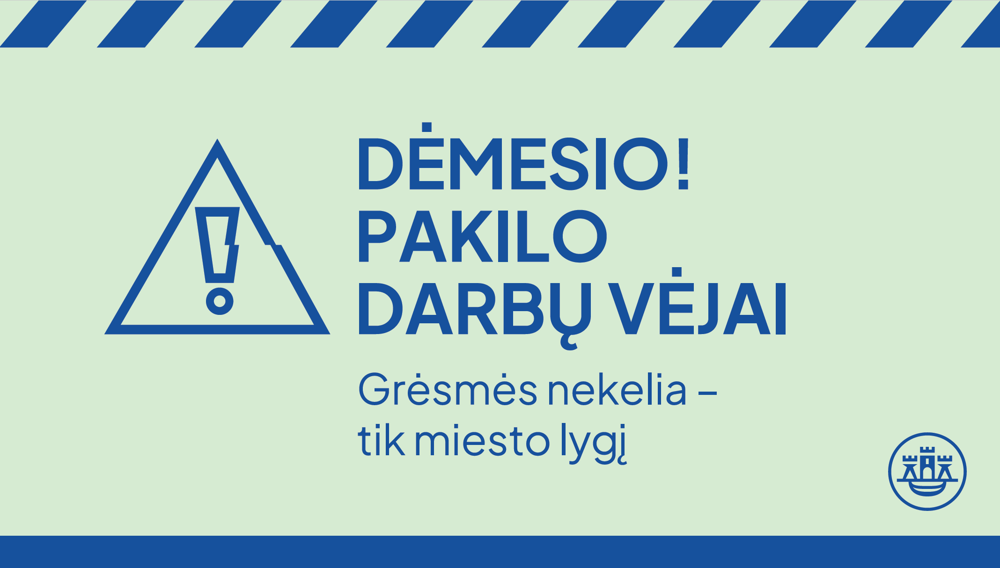 DĖMESIO!
PAKILO
DARBŲ VĖJAI
Grėsmės nekelia –
tik miesto lygį